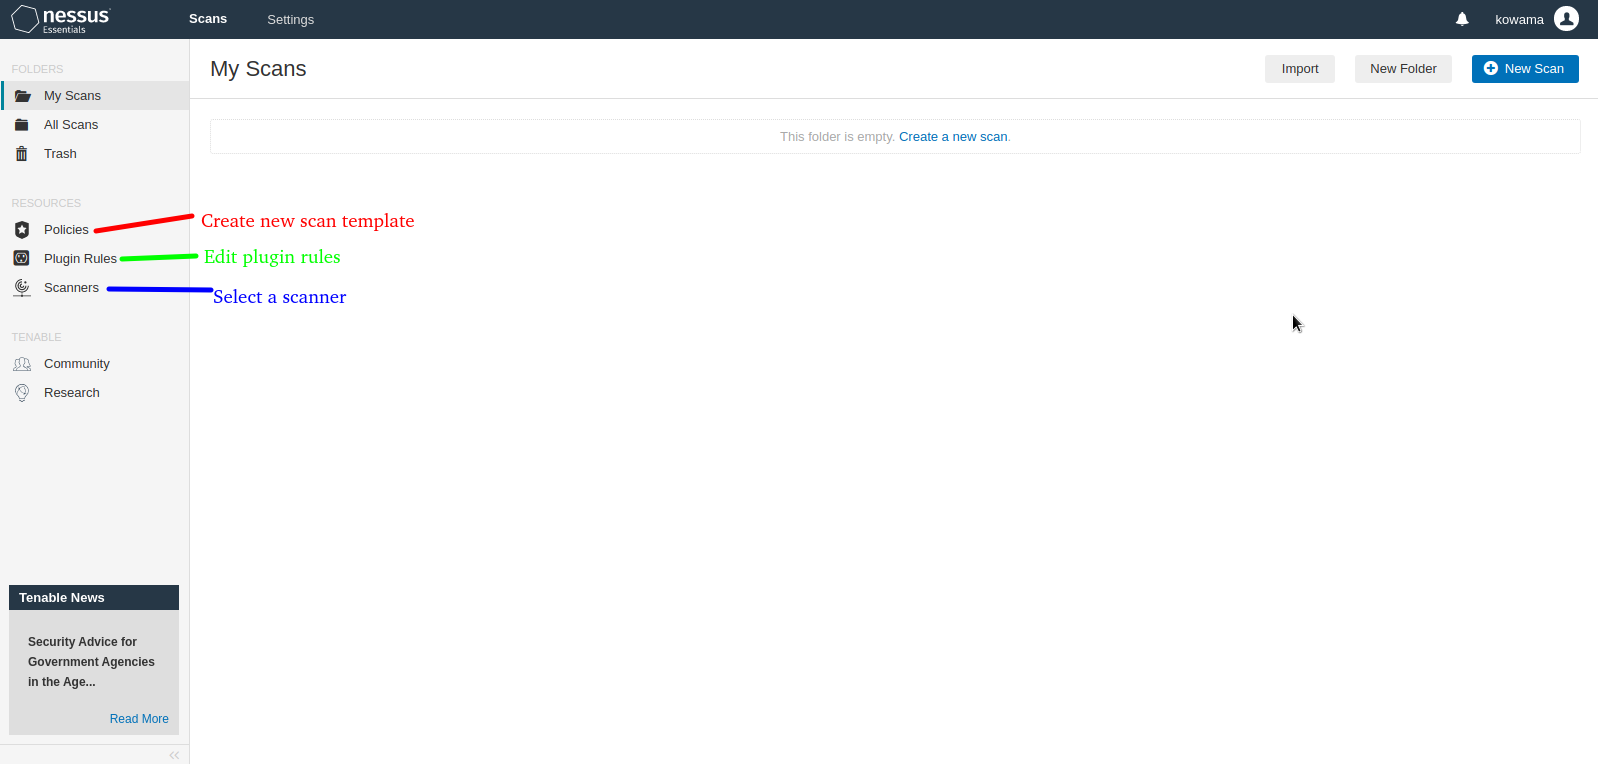 nessus
Essentials
Scans
Settings
kowama
FOLDERS
My Scans
All Scans
Trash
RESOURCES
Policies
Plugin Rules
Scanners
TENABLE
Community
Research
Tenable News
Security Advice for
Government Agencies
in the Age...
Read More
My Scans
Import
New Folder
New Scan
This folder is empty. Create a new scan.
Create new scan template
Edit plugin rules
Select a scanner